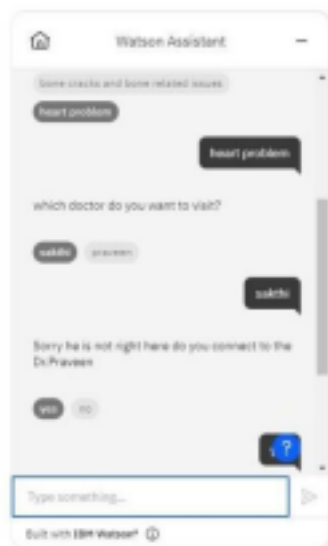 Watson Assistant
bone cracks and bone related issues
heart problem
heart problem
which doctor do you want to visit?
sakthi praveen
sakthi
Sorry he is not right here do you connect to the
Dr.Praveen
yes no
?
Type something...
Built with IBM Watson®